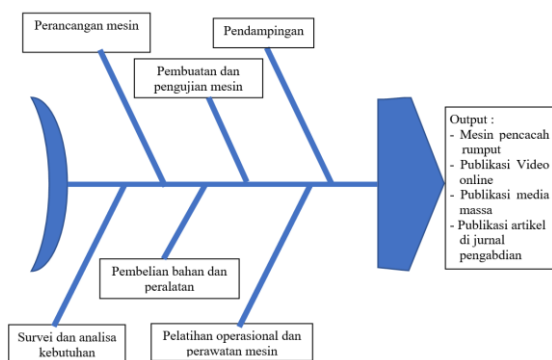 Perancangan mesin
Pendampingan
Pembuatan dan
pengujian mesin
Output :
- Mesin pencacah
rumput
- Publikasi Video
online
- Publikasi media
massa
- Publikasi artikel
di jurnal
pengabdian
Pembelian bahan dan
peralatan
Survei dan analisa
kebutuhan
Pelatihan operasional dan
perawatan mesin